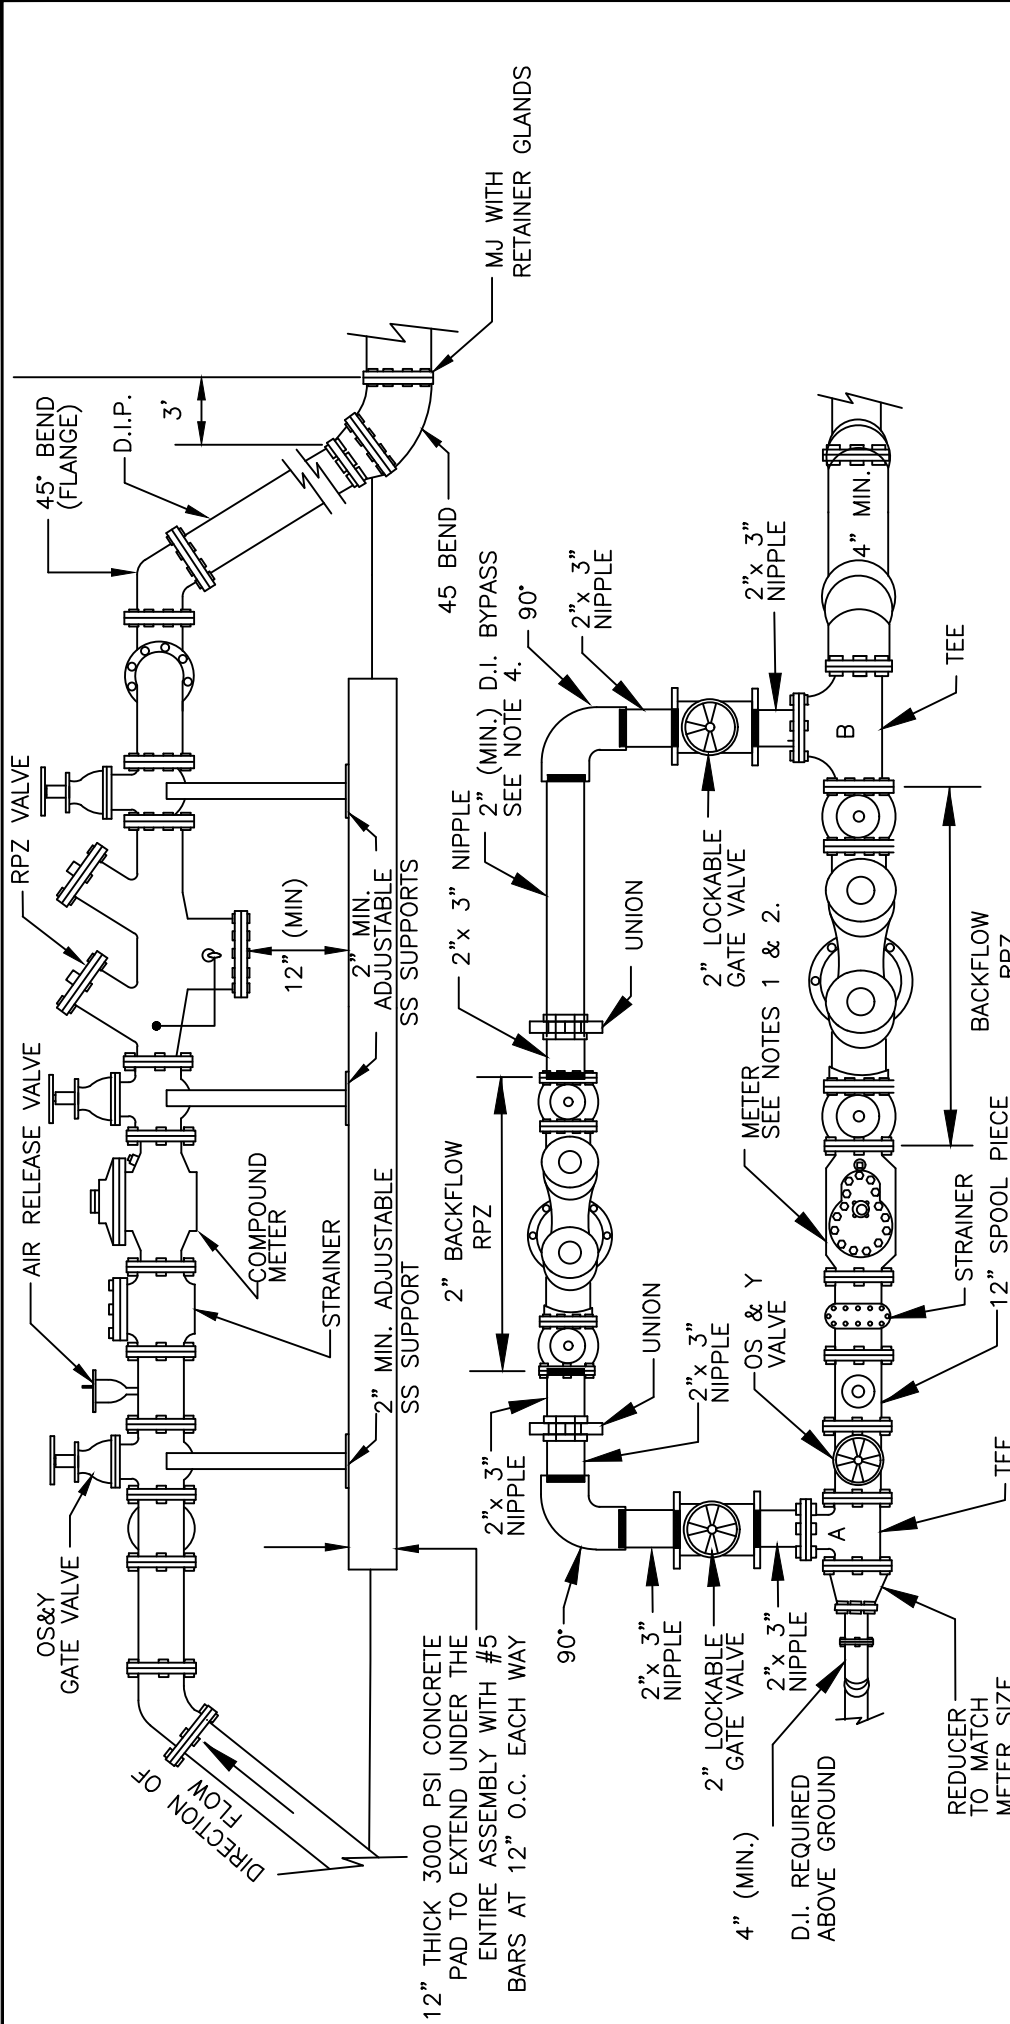 DIRECTION OF
FLOW
OS&Y
GATE VALVE
AIR RELEASE VALVE
RPZ VALVE
45° BEND
(FLANGE)
D.I.P.
3'
MJ WITH
RETAINER GLANDS
45 BEND
STRAINER
COMPOUND
METER
12" (MIN)
2" MIN. ADJUSTABLE
SS SUPPORT
2" MIN.
ADJUSTABLE
SS SUPPORTS
12" THICK 3000 PSI CONCRETE
PAD TO EXTEND UNDER THE
ENTIRE ASSEMBLY WITH #5
BARS AT 12" O.C. EACH WAY
2" BACKFLOW
RPZ
2"x 3" NIPPLE
2" (MIN.) D.I. BYPASS
SEE NOTE 4.
90°
2"x 3"
NIPPLE
2"x 3"
NIPPLE
UNION
UNION
2"x 3"
NIPPLE
2"x 3"
NIPPLE
90°
2"x 3"
NIPPLE
2" LOCKABLE
GATE VALVE
2"x 3"
NIPPLE
2" LOCKABLE
GATE VALVE
OS & Y
VALVE
METER
SEE NOTES 1 & 2.
A
B
4" MIN.
4" (MIN.)
D.I. REQUIRED
ABOVE GROUND
REDUCER
TO MATCH
METER SIZE
TEE
12" SPOOL PIECE
STRAINER
BACKFLOW
RPZ
TEE